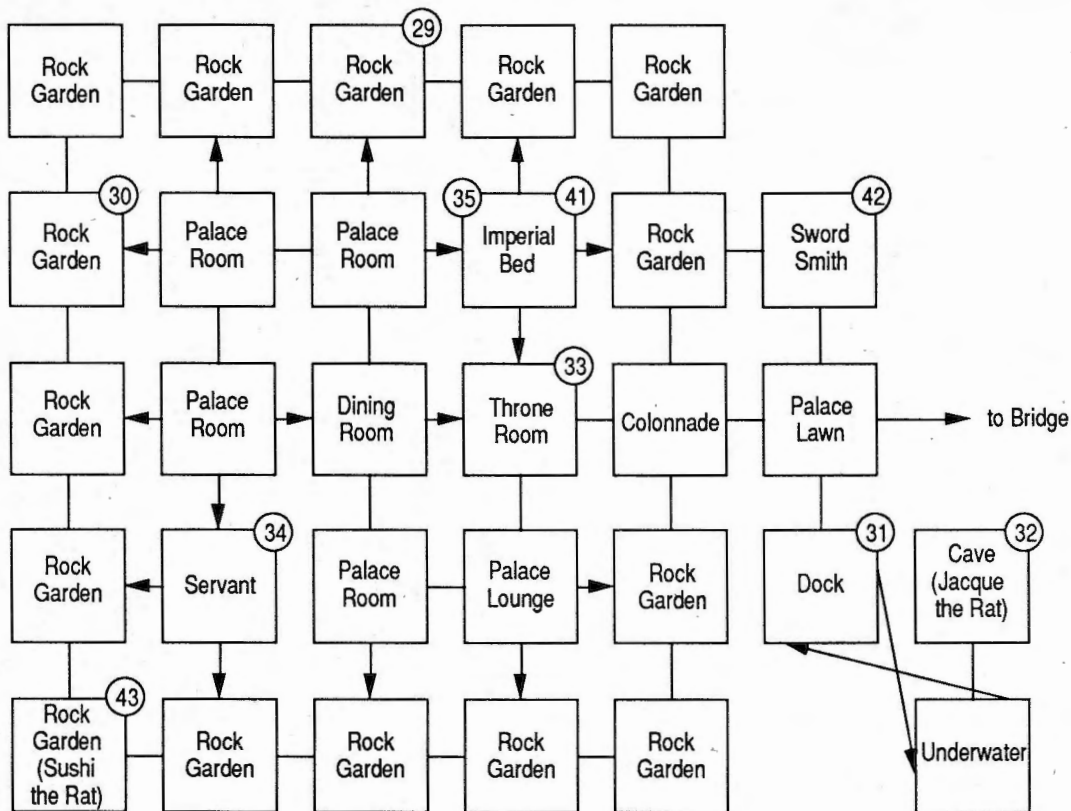 29
Rock
Garden
Rock
Garden
Rock
Garden
Rock
Garden
Rock
Garden
30
35
41
42
Rock
Garden
Palace
Room
Palace
Room
Imperial
Bed
Rock
Garden
Sword
Smith
33
Rock
Garden
Palace
Room
Dining
Room
Throne
Room
Colonnade
Palace
Lawn
to Bridge
34
31
32
Rock
Garden
Servant
Palace
Room
Palace
Lounge
Rock
Garden
Dock
Cave
(Jacque
the Rat)
43
Rock
Garden
(Sushi
the Rat)
Rock
Garden
Rock
Garden
Rock
Garden
Rock
Garden
Underwater